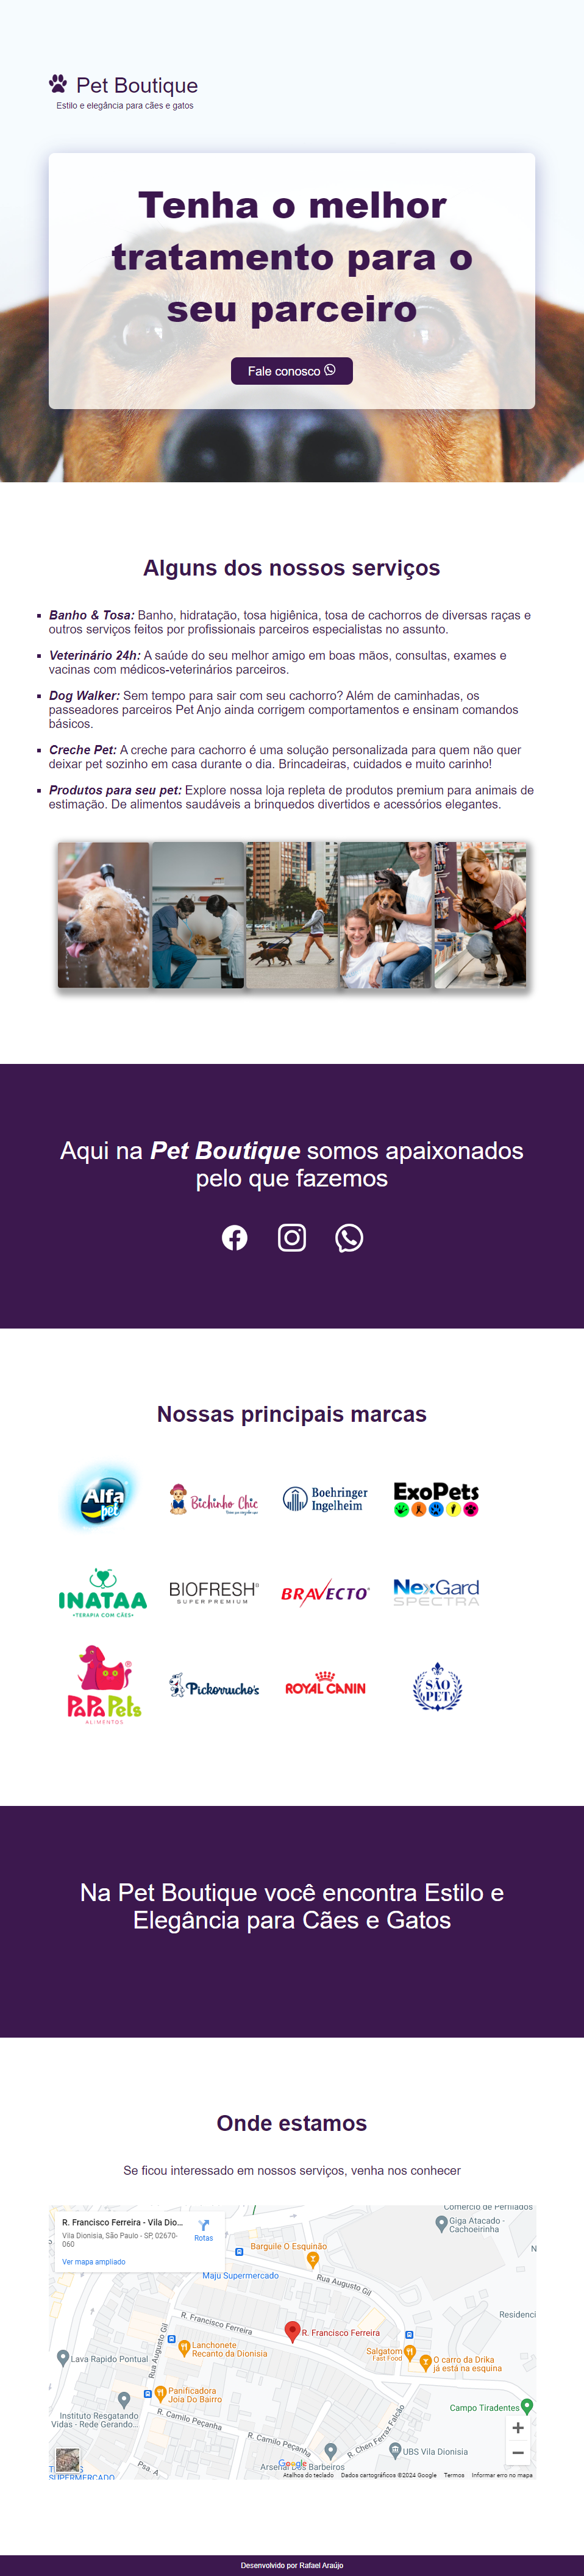 Pet Boutique
Estilo e elegância para cães e gatos
Tenha o melhor
tratamento para o
seu parceiro
Fale conosco
Alguns dos nossos serviços
Banho & Tosa: Banho, hidratação, tosa higiênica, tosa de cachorros de diversas raças e
outros serviços feitos por profissionais parceiros especialistas no assunto.
Veterinário 24h: A saúde do seu melhor amigo em boas mãos, consultas, exames e
vacinas com médicos-veterinários parceiros.
Dog Walker: Sem tempo para sair com seu cachorro? Além de caminhadas, os
passeadores parceiros Pet Anjo ainda corrigem comportamentos e ensinam comandos
básicos.
Creche Pet: A creche para cachorro é uma solução personalizada para quem não quer
deixar pet sozinho em casa durante o dia. Brincadeiras, cuidados e muito carinho!
Produtos para seu pet: Explore nossa loja repleta de produtos premium para animais de
estimação. De alimentos saudáveis a brinquedos divertidos e acessórios elegantes.
Aqui na Pet Boutique somos apaixonados
pelo que fazemos
Nossas principais marcas
Alfa
pet
Bichinho Chic
Boehringer
Ingelheim
ExoPets
INATAA
•TERAPIA COM CÃES•
BIOFRESH®
SUPER PREMIUM
BRAVECTO®
NexGard
SPECTRA
PaPaPets
ALIMENTOS
Pickorrucho's
ROYAL CANIN
SÃO
PET
Na Pet Boutique você encontra Estilo e
Elegância para Cães e Gatos
Onde estamos
Se ficou interessado em nossos serviços, venha nos conhecer
R. Francisco Ferreira - Vila Dio...
Vila Dionisia, São Paulo - SP, 02670-
060
Rotas
Ver mapa ampliado
Comercio de Perfilados
Giga Atacado -
Cachoeirinha
Barguile O Esquinão
Maju Supermercado
Rua Augusto Gil
N
Residenci
R. Francisco Ferreira
R. Francisco Ferreira
Rua Augusto Gil
Lanchonete
Recanto da Dionisia
Lava Rapido Pontual
Salgatom
Fast Food
O carro da Drika
já está na esquina
Panificadora
Joia Do Bairro
Instituto Resgatando
Vidas - Rede Gerando...
R. Camilo Peçanha
Campo Tiradentes
R. Camilo Peçanha
R. Chen Ferraz Falcão
UBS Vila Dionisia
Arsenal Dos Barbeiros
Psa. A
SUPERMERCADO
Google
Atalhos do teclado
Dados cartográficos ©2024 Google
Termos
Informar erro no mapa
Desenvolvido por Rafael Araújo